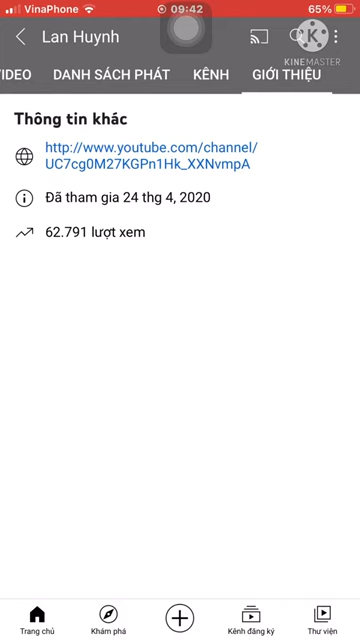 VinaPhone 09:42 65%
Lan Huynh
K
KINEMASTER
VIDEO DANH SÁCH PHÁT KÊNH GIỚI THIỆU
Thông tin khác
http://www.youtube.com/channel/
UC7cg0M27KGPn1Hk_XXNvmpA
Đã tham gia 24 thg 4, 2020
62.791 lượt xem
Trang chủ Khám phá Kênh đăng ký Thư viện